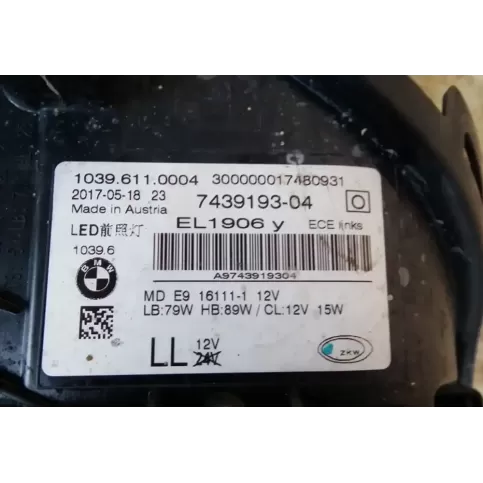 1039.611.0004 300000017480931
2017-05-18 23 7439193-04
Made in Austria EL1906 y ECE links
LED前照灯
1039.6 A9743919304
BMW
MD E9 16111-1 12V
LB:79W HB:89W / CL:12V 15W
LL 12V
24V
ZKW